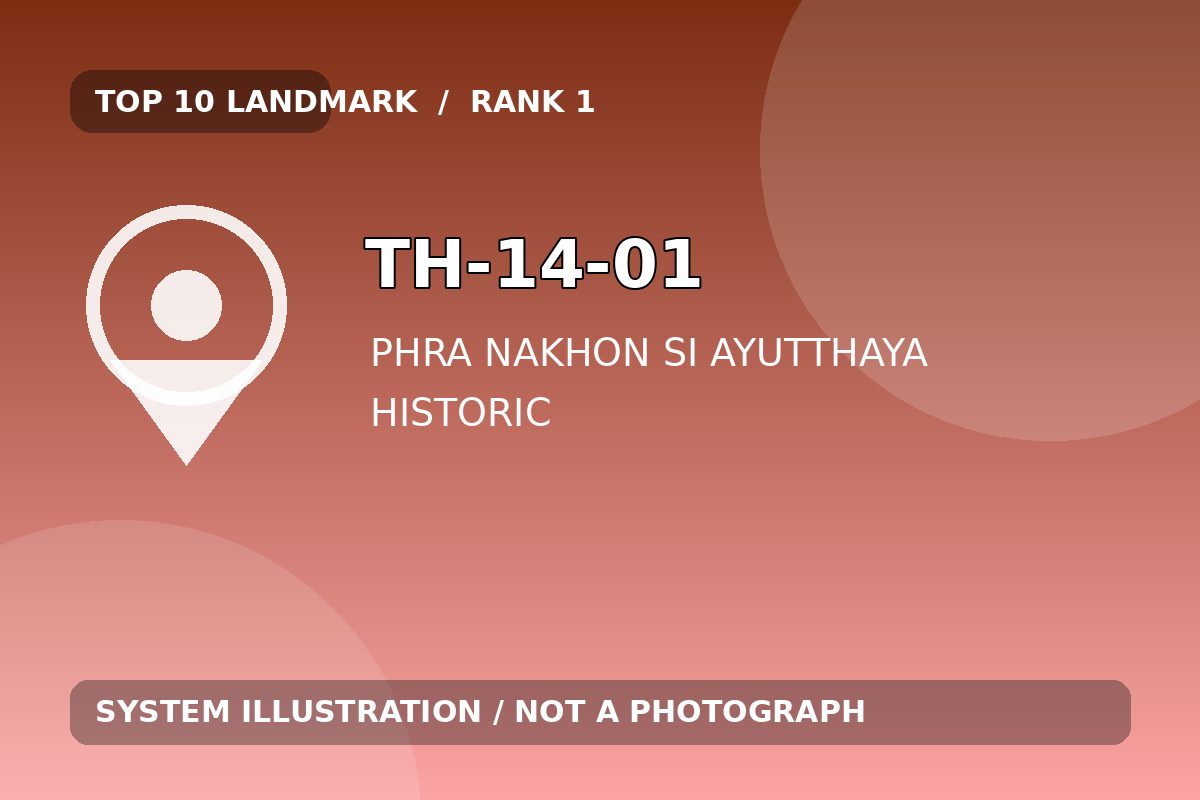 TOP 10 LANDMARK / RANK 1
TH-14-01
PHRA NAKHON SI AYUTTHAYA
HISTORIC
SYSTEM ILLUSTRATION / NOT A PHOTOGRAPH